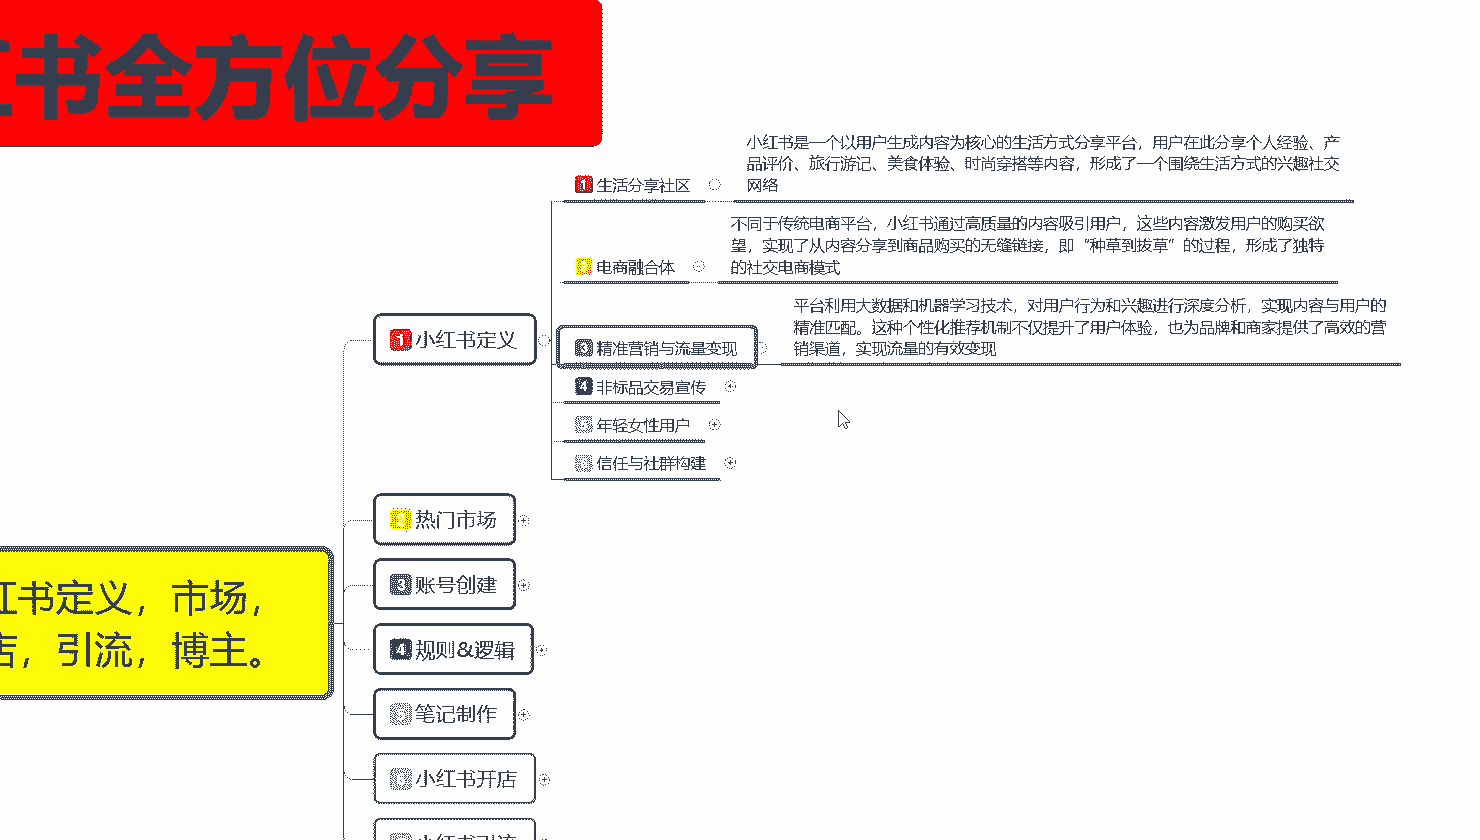 书全方位分享
小红书是一个以用户生成内容为核心的生活方式分享平台，用户在此分享个人经验、产
品评价、旅行游记、美食体验、时尚穿搭等内容，形成了一个围绕生活方式的兴趣社交
网络
1 生活分享社区
不同于传统电商平台，小红书通过高质量的内容吸引用户，这些内容激发用户的购买欲
望，实现了从内容分享到商品购买的无缝链接，即“种草到拔草”的过程，形成了独特
的社交电商模式
2 电商融合体
平台利用大数据和机器学习技术，对用户行为和兴趣进行深度分析，实现内容与用户的
精准匹配。这种个性化推荐机制不仅提升了用户体验，也为品牌和商家提供了高效的营
销渠道，实现流量的有效变现
1 小红书定义
3 精准营销与流量变现
4 非标品交易宣传
5 年轻女性用户
6 信任与社群构建
2 热门市场
3 账号创建
红书定义，市场，
店，引流，博主。
4 规则&逻辑
5 笔记制作
6 小红书开店
小红书引流